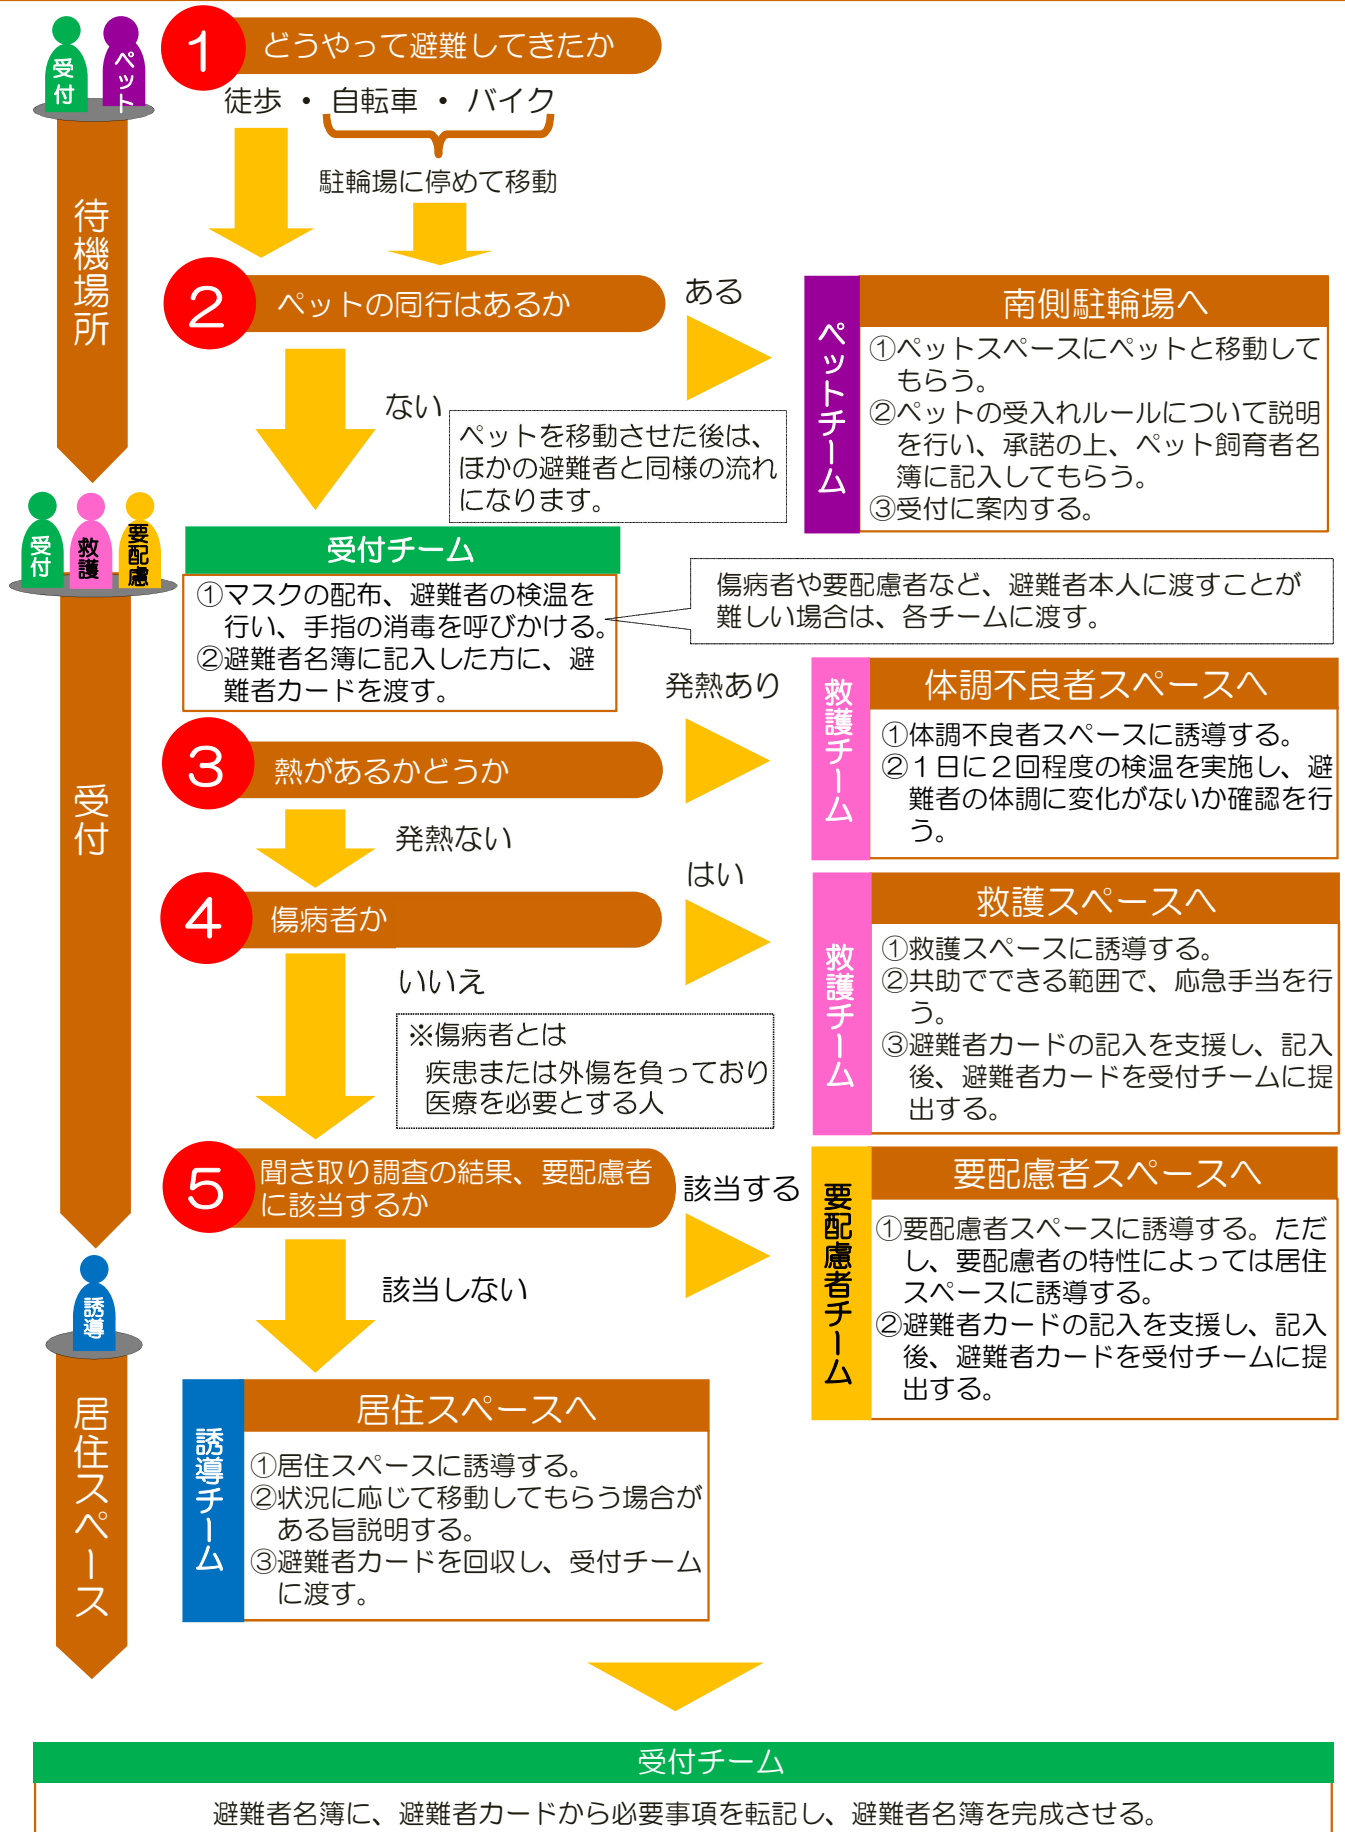 受付
ペット
1
どうやって避難してきたか
徒歩 ・ 自転車 ・ バイク
駐輪場に停めて移動
待機場所
2
ペットの同行はあるか
ある
ない
ペットを移動させた後は、
ほかの避難者と同様の流れ
になります。
ペットチーム
南側駐輪場へ
①ペットスペースにペットと移動して
もらう。
②ペットの受入れルールについて説明
を行い、承諾の上、ペット飼育者名
簿に記入してもらう。
③受付に案内する。
受付
救護
要配慮
受付
受付チーム
①マスクの配布、避難者の検温を
行い、手指の消毒を呼びかける。
②避難者名簿に記入した方に、避
難者カードを渡す。
傷病者や要配慮者など、避難者本人に渡すことが
難しい場合は、各チームに渡す。
3
熱があるかどうか
発熱あり
発熱ない
救護チーム
体調不良者スペースへ
①体調不良者スペースに誘導する。
②１日に２回程度の検温を実施し、避
難者の体調に変化がないか確認を行
う。
4
傷病者か
はい
いいえ
※傷病者とは
疾患または外傷を負っており
医療を必要とする人
救護チーム
救護スペースへ
①救護スペースに誘導する。
②共助でできる範囲で、応急手当を行
う。
③避難者カードの記入を支援し、記入
後、避難者カードを受付チームに提
出する。
5
聞き取り調査の結果、要配慮者
に該当するか
該当する
該当しない
要配慮者チーム
要配慮者スペースへ
①要配慮者スペースに誘導する。ただ
し、要配慮者の特性によっては居住
スペースに誘導する。
②避難者カードの記入を支援し、記入
後、避難者カードを受付チームに提
出する。
誘導
居住スペース
誘導チーム
居住スペースへ
①居住スペースに誘導する。
②状況に応じて移動してもらう場合が
ある旨説明する。
③避難者カードを回収し、受付チーム
に渡す。
受付チーム
避難者名簿に、避難者カードから必要事項を転記し、避難者名簿を完成させる。